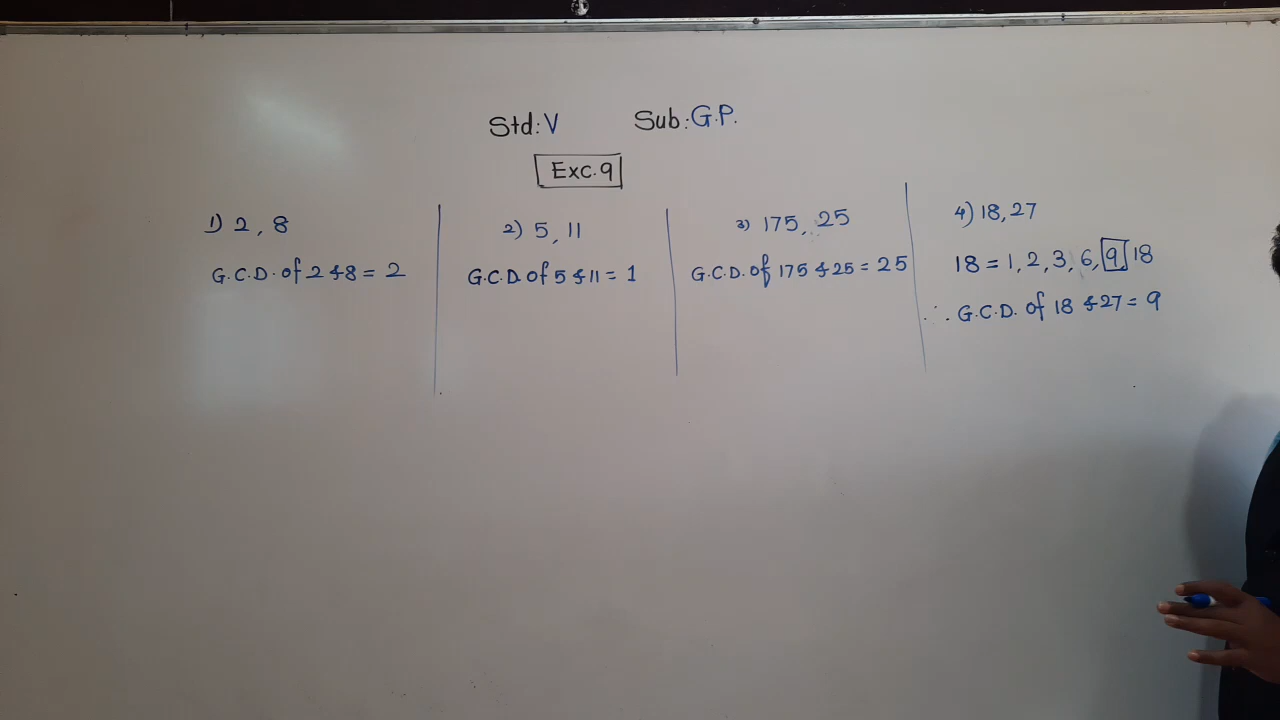 Std: V Sub: G.P.
Exc. 9
1) 2, 8
G.C.D. of 2 & 8 = 2
2) 5, 11
G.C.D. of 5 & 11 = 1
3) 175, 25
G.C.D. of 175 & 25 = 25
4) 18, 27
18 = 1, 2, 3, 6, 9 18
∴ G.C.D. of 18 & 27 = 9